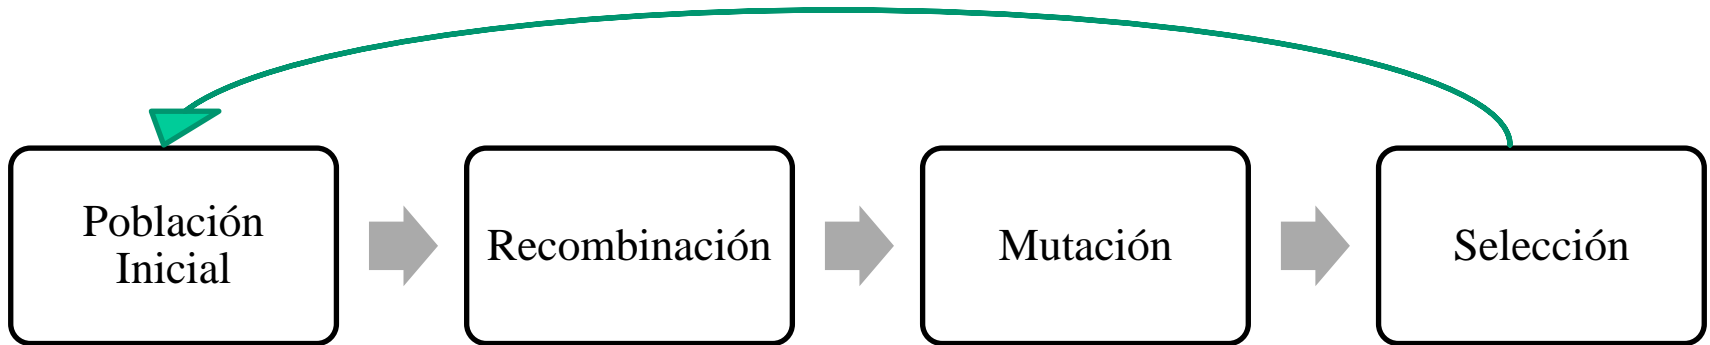 Población
Inicial
Recombinación
Mutación
Selección